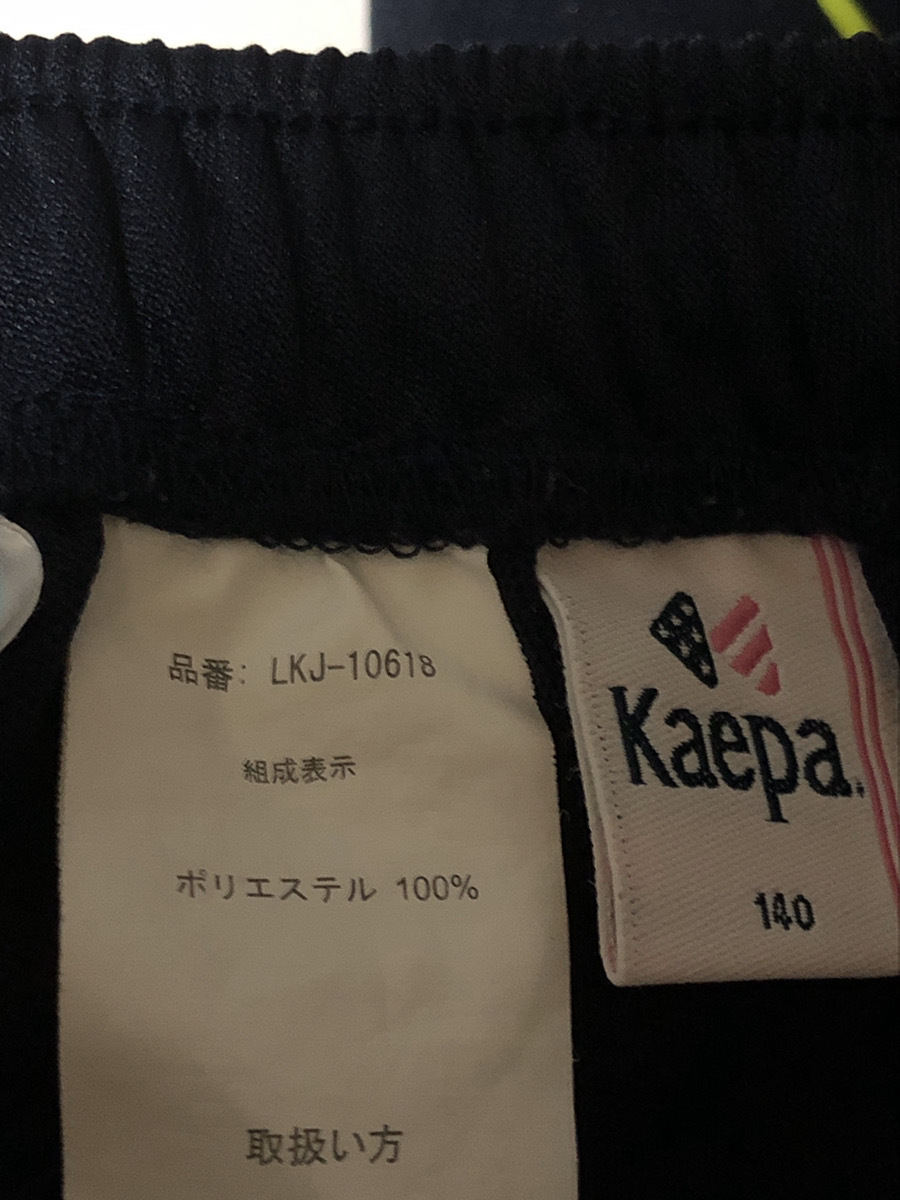 品番: LKJ-10618
組成表示
ポリエステル 100%
取扱い方
Kaepa.
140